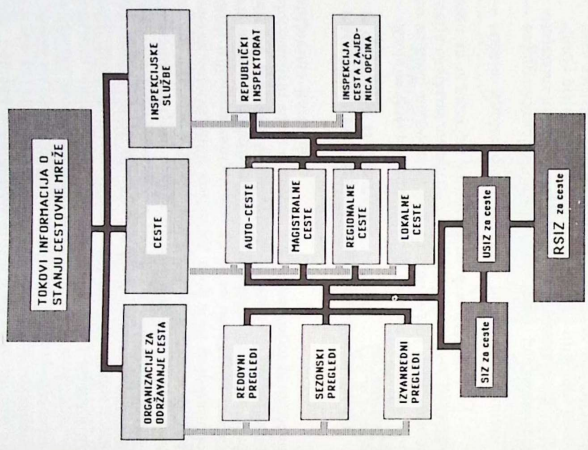 TOKOVI INFORMACIJA O
STANJU CESTOVNE MREŽE
ORGANIZACIJE ZA
ODRŽAVANJE CESTA
CESTE
INSPEKCIJSKE
SLUŽBE
REDOVNI
PREGLEDI
SEZONSKI
PREGLEDI
IZVANREDNI
PREGLEDI
AUTO-CESTE
MAGISTRALNE
CESTE
REGIONALNE
CESTE
LOKALNE
CESTE
REPUBLIČKI
INSPEKTORAT
INSPEKCIJA
CESTA ZAJED-
NICA OPĆINA
SIZ za ceste
USIZ za ceste
RSIZ za ceste